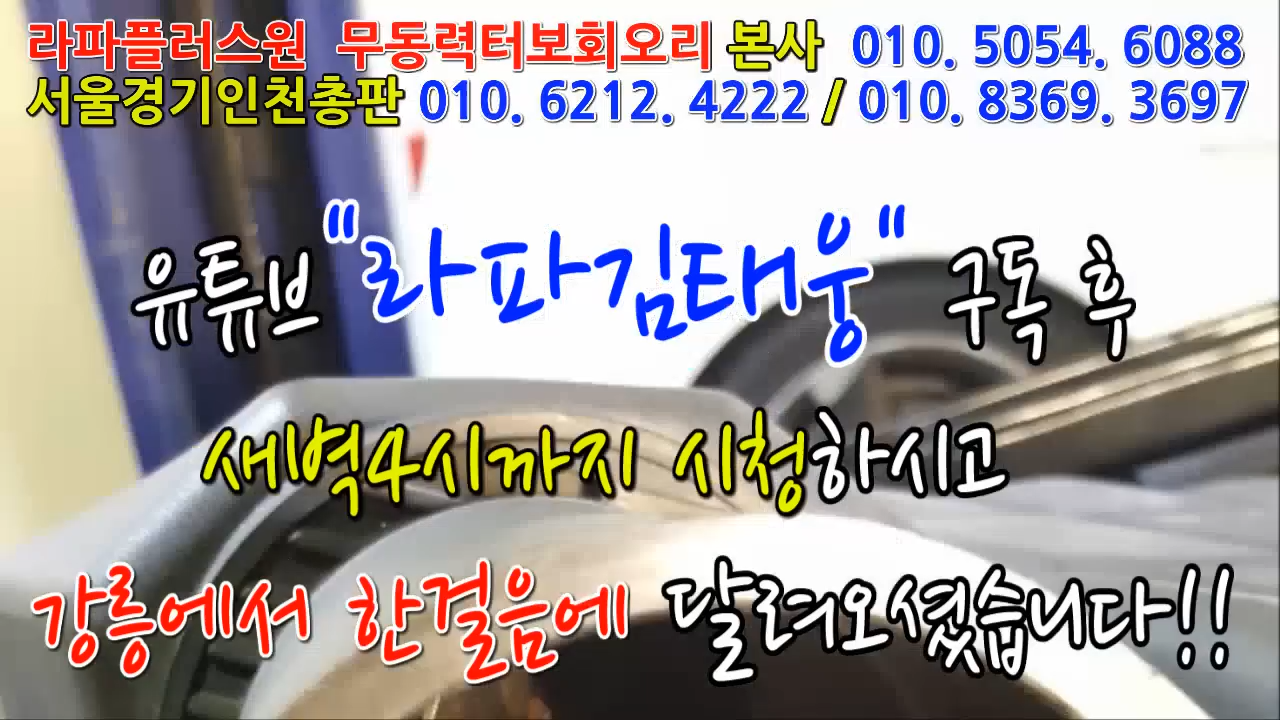 라파플러스원 무동력터보회오리 본사 010. 5054. 6088
서울경기인천총판 010. 6212. 4222 / 010. 8369. 3697
유튜브 "라파김태웅" 구독 후
새벽4시까지 시청하시고
강릉에서 한걸음에 달려오셨습니다!!